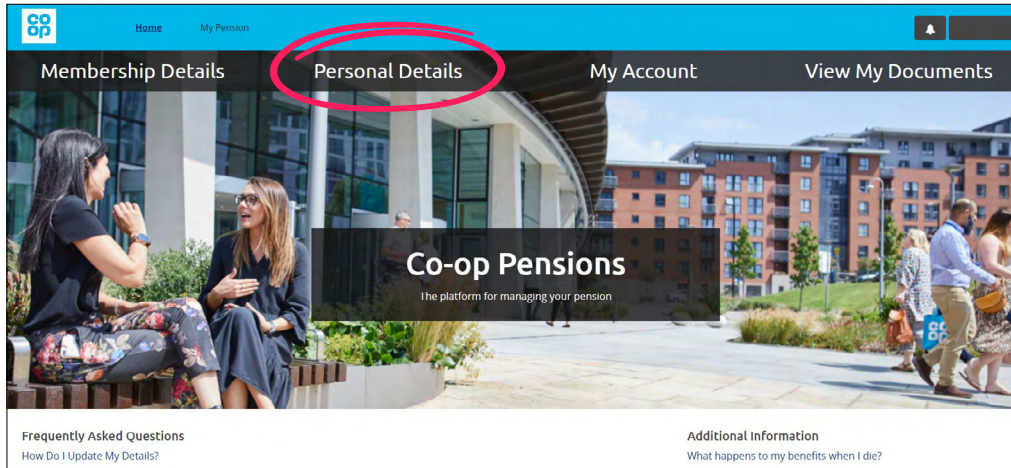 co
op
Home My Pension
Membership Details Personal Details My Account View My Documents
Co-op Pensions
The platform for managing your pension
co
op
Frequently Asked Questions Additional Information
How Do I Update My Details? What happens to my benefits when I die?